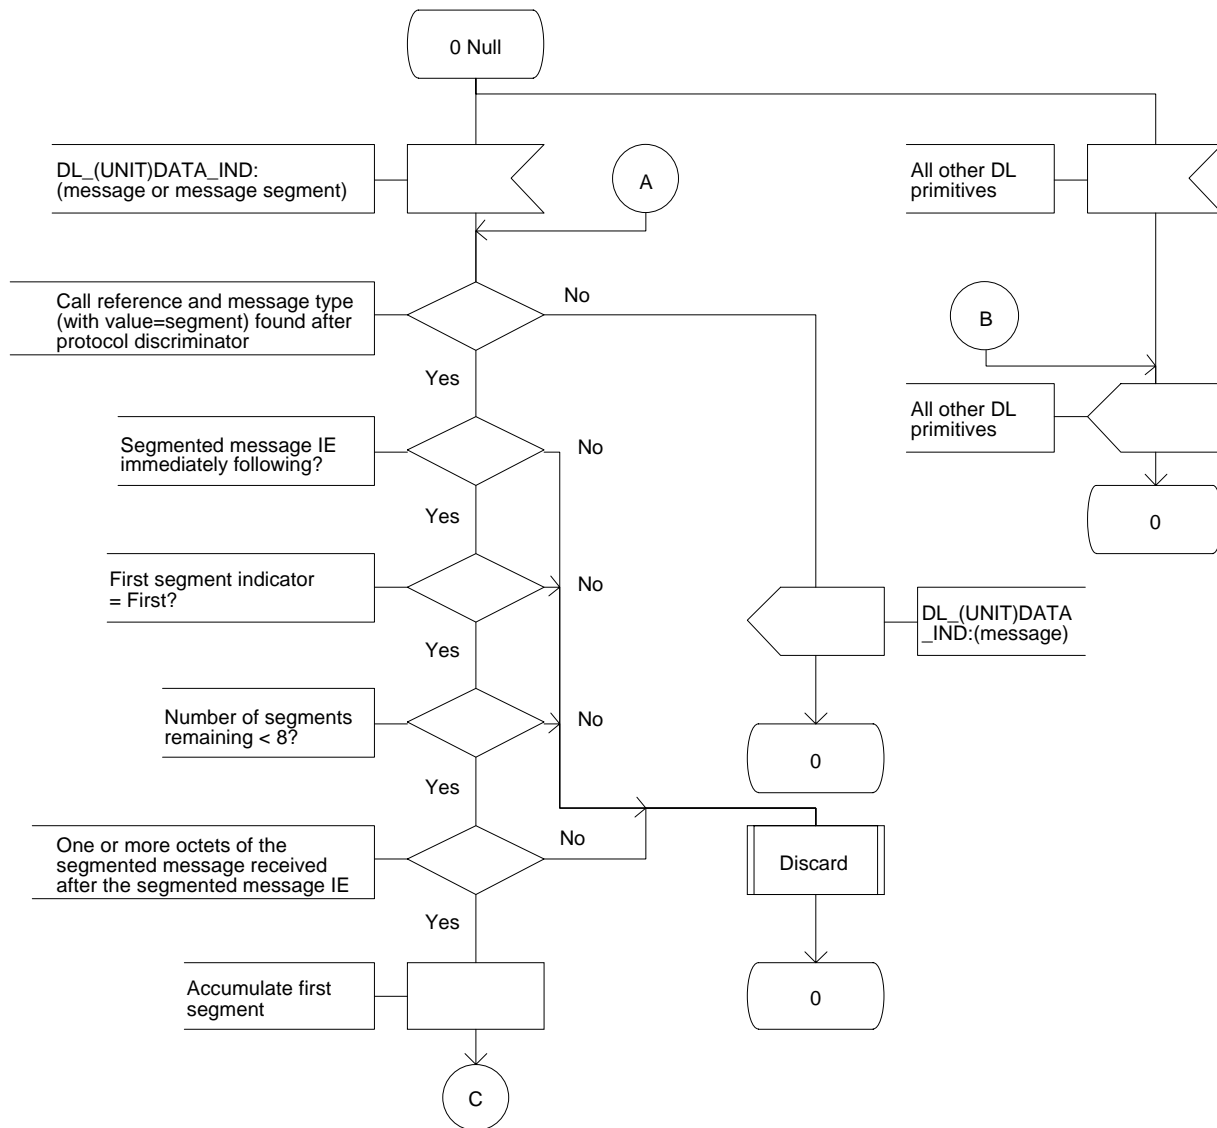 0 Null
DL_(UNIT)DATA_IND:
(message or message segment)
A
All other DL
primitives
Call reference and message type
(with value=segment) found after
protocol discriminator
No
B
Yes
All other DL
primitives
Segmented message IE
immediately following?
No
Yes
0
First segment indicator
= First?
No
DL_(UNIT)DATA
_IND:(message)
Yes
Number of segments
remaining < 8?
No
0
Yes
One or more octets of the
segmented message received
after the segmented message IE
No
Discard
Yes
Accumulate first
segment
0
C